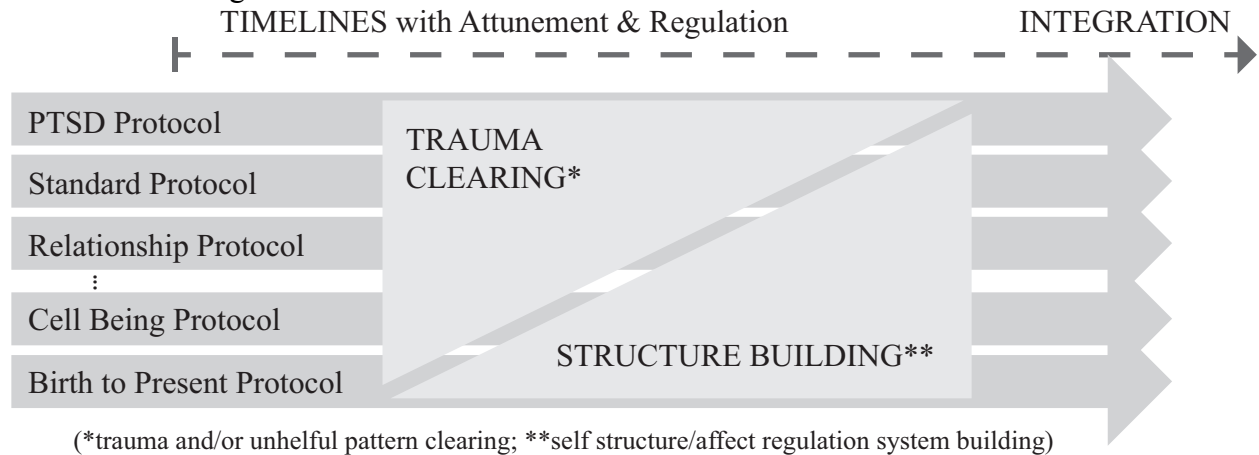 TIMELINES with Attunement & Regulation
INTEGRATION
PTSD Protocol
Standard Protocol
Relationship Protocol
⋮
Cell Being Protocol
Birth to Present Protocol
TRAUMA
CLEARING*
STRUCTURE BUILDING**
(*trauma and/or unhelful pattern clearing; **self structure/affect regulation system building)